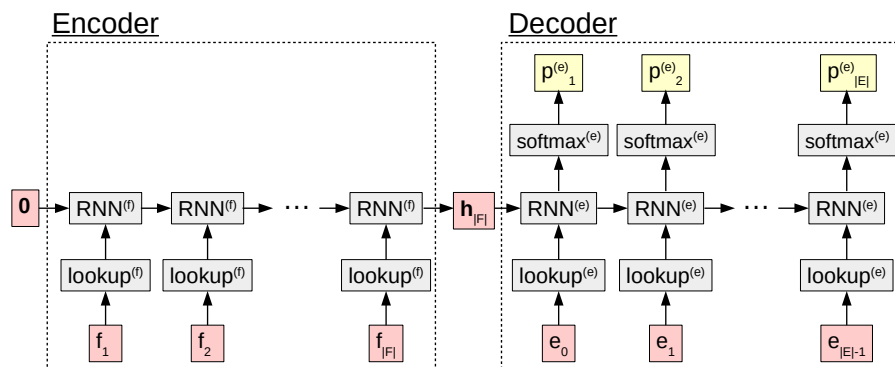 Encoder Decoder
p(e)1 p(e)2 p(e)|E|
softmax(e) softmax(e) softmax(e)
0 RNN(f) RNN(f) ··· RNN(f) h|F| RNN(e) RNN(e) ··· RNN(e)
lookup(f) lookup(f) lookup(f) lookup(e) lookup(e) lookup(e)
f1 f2 f|F| e0 e1 e|E|-1